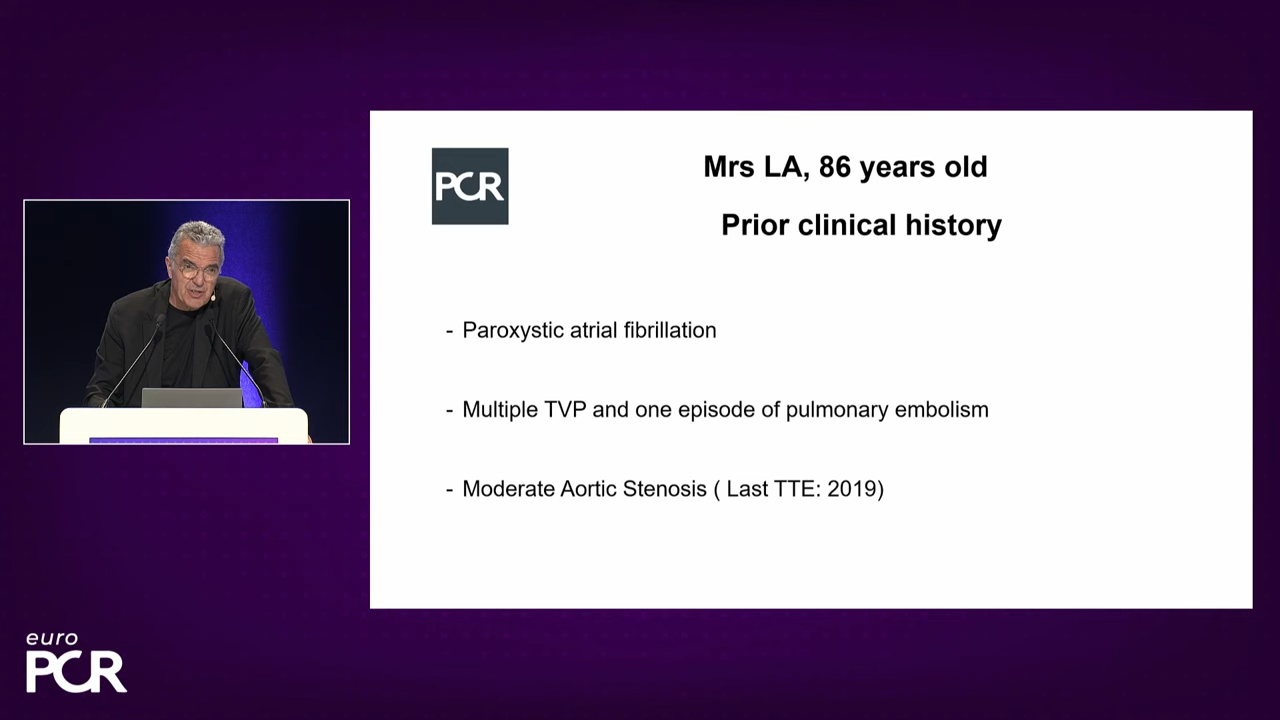 PCR
Mrs LA, 86 years old
Prior clinical history
- Paroxystic atrial fibrillation
- Multiple TVP and one episode of pulmonary embolism
- Moderate Aortic Stenosis ( Last TTE: 2019)
euro
PCR